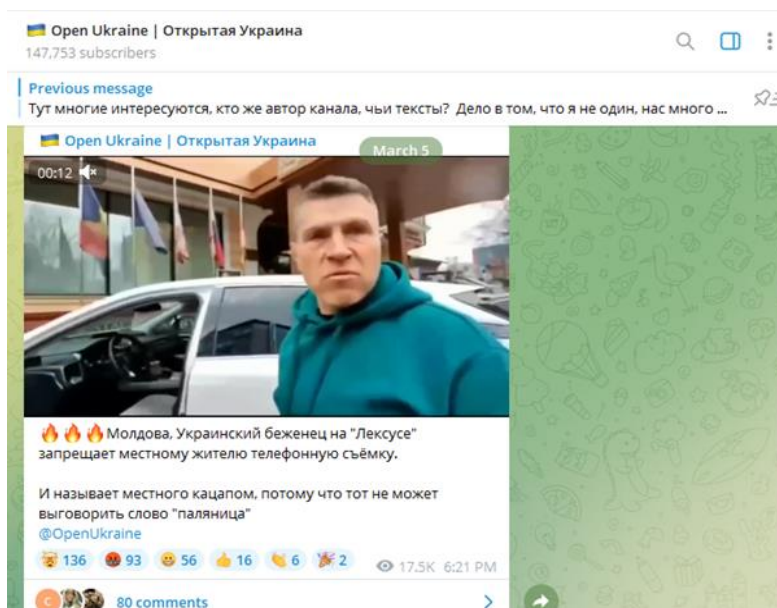 Open Ukraine | Открытая Украина
147,753 subscribers
Previous message
Тут многие интересуются, кто же автор канала, чьи тексты? Дело в том, что я не один, нас много ...
Open Ukraine | Открытая Украина
March 5
00:12
Молдова, Украинский беженец на "Лексусе"
запрещает местному жителю телефонную съёмку.
И называет местного кацапом, потому что тот не может
выговорить слово "паляница"
@OpenUkraine
136 93 56 16 6 2 17.5K 6:21 PM
C 80 comments